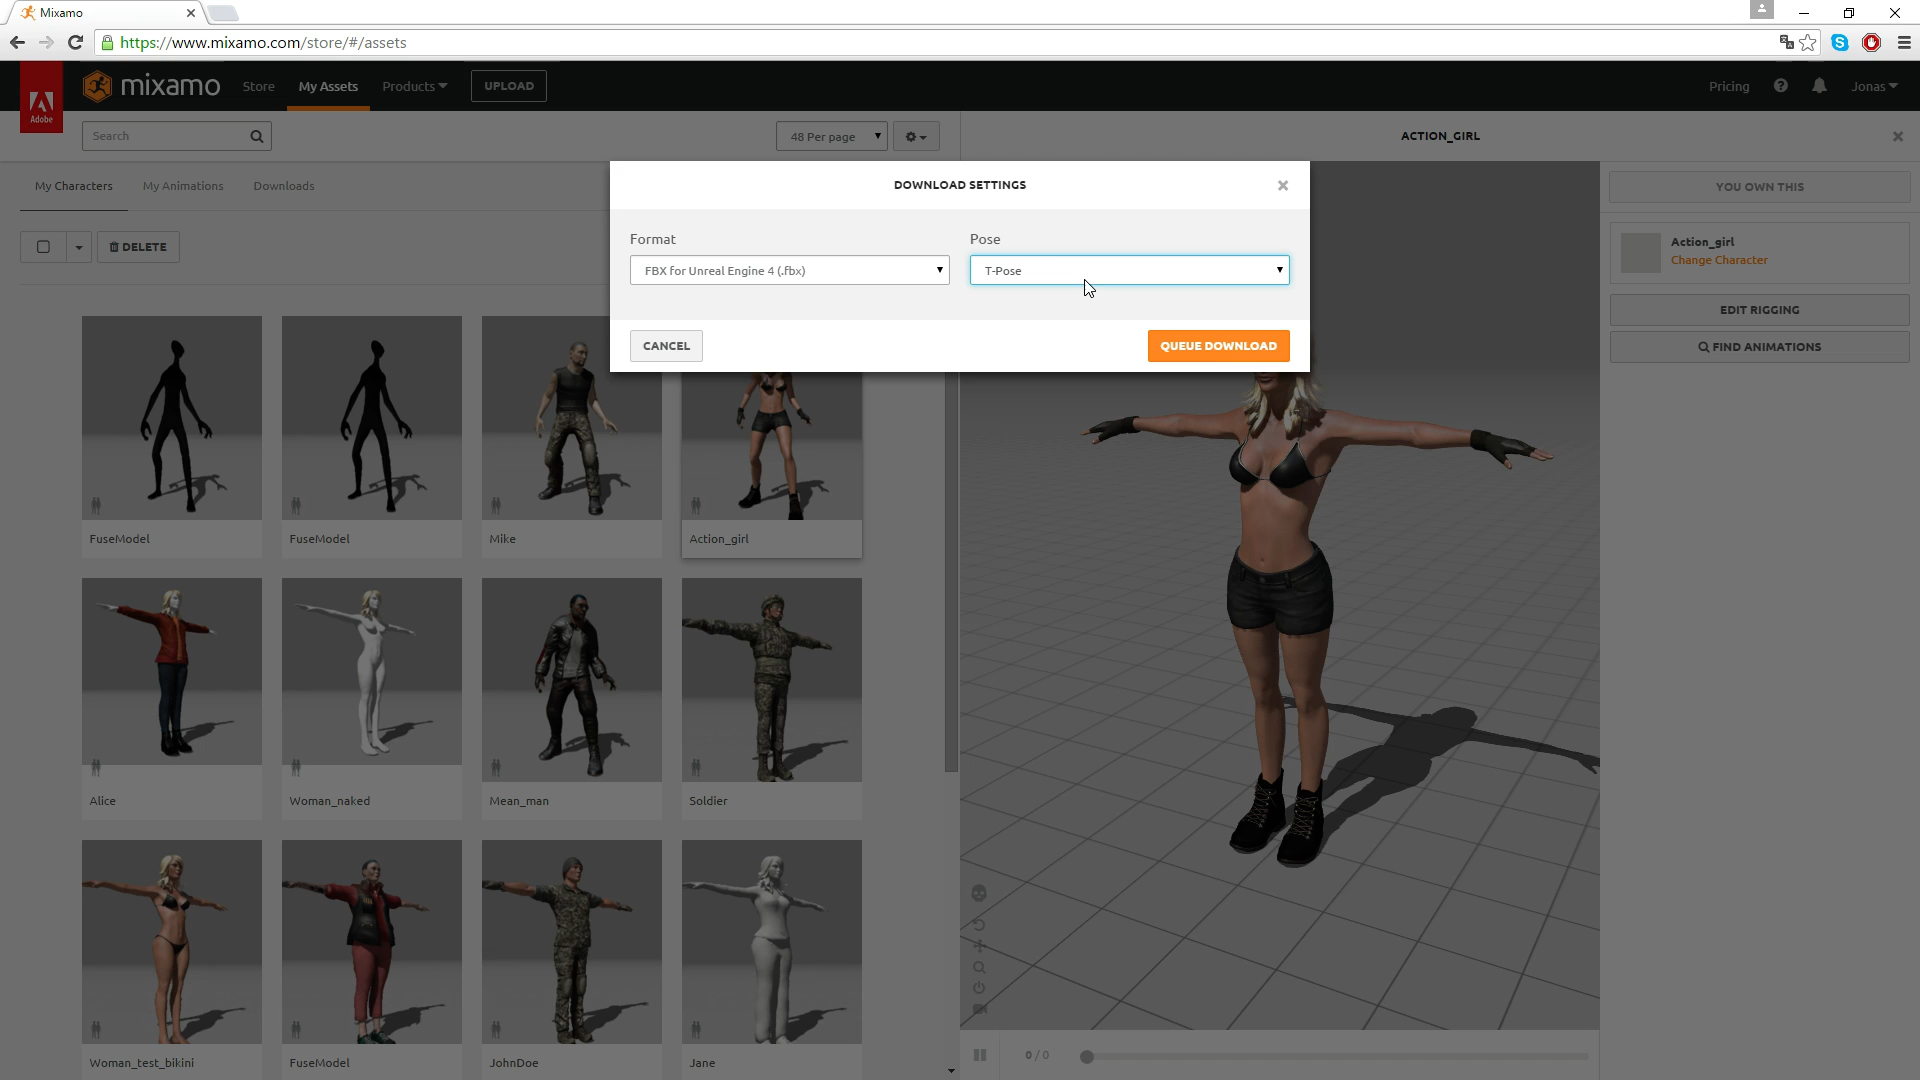 Mixamo
https://www.mixamo.com/store/#/assets
Adobe
mixamo
Store
My Assets
Products
UPLOAD
Pricing
Jonas
Search
48 Per page
ACTION_GIRL
My Characters
My Animations
Downloads
DOWNLOAD SETTINGS
YOU OWN THIS
DELETE
Format
Pose
FBX for Unreal Engine 4 (.fbx)
T-Pose
Action_girl
Change Character
EDIT RIGGING
CANCEL
QUEUE DOWNLOAD
FIND ANIMATIONS
FuseModel
FuseModel
Mike
Action_girl
Alice
Woman_naked
Mean_man
Soldier
Woman_test_bikini
FuseModel
JohnDoe
Jane
0 / 0